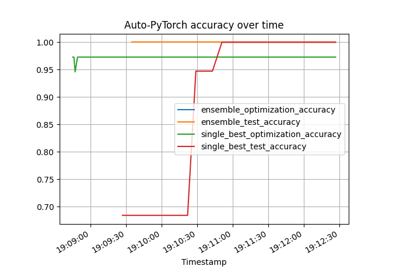 Auto-PyTorch accuracy over time
1.00
0.95
0.90
0.85
0.80
0.75
0.70
ensemble_optimization_accuracy
ensemble_test_accuracy
single_best_optimization_accuracy
single_best_test_accuracy
19:09:00 19:09:30 19:10:00 19:10:30 19:11:00 19:11:30 19:12:00 19:12:30
Timestamp